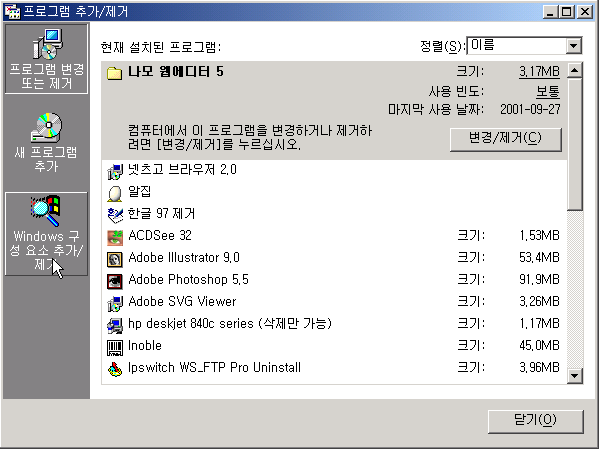 프로그램 추가/제거
프로그램 변경
또는 제거
새 프로그램
추가
Windows 구
성 요소 추가/
제거
현재 설치된 프로그램:
정렬(S): 이름
나모 웹에디터 5 크기: 3,17MB
사용 빈도: 보통
마지막 사용 날짜: 2001-09-27
컴퓨터에서 이 프로그램을 변경하거나 제거하
려면 [변경/제거]를 누르십시오.
변경/제거(C)
넷츠고 브라우저 2,0
알집
한글 97 제거
ACDSee 32 크기: 1,53MB
Adobe Illustrator 9,0 크기: 53,4MB
Adobe Photoshop 5,5 크기: 91,9MB
Adobe SVG Viewer 크기: 3,26MB
hp deskjet 840c series (삭제만 가능) 크기: 1,17MB
Inoble 크기: 45,0MB
Ipswitch WS_FTP Pro Uninstall 크기: 3,96MB
닫기(O)